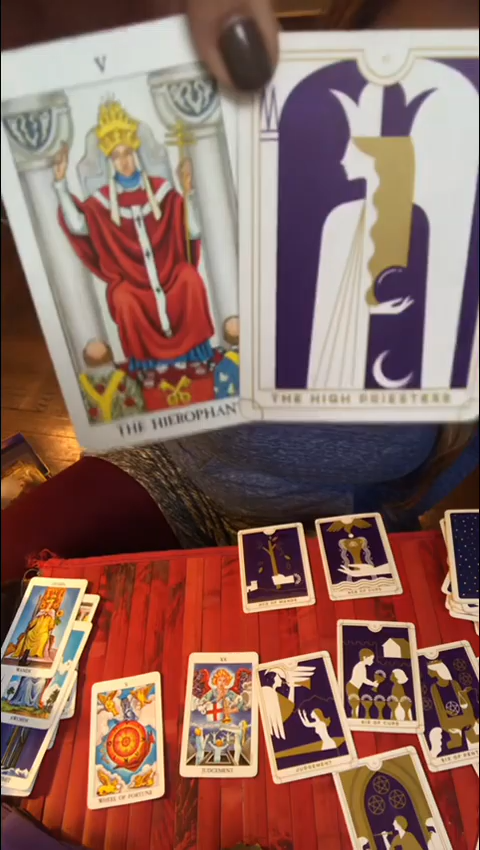 V
THE HIEROPHANT
THE HIGH PRIESTESS
ACE OF WANDS
ACE OF CUPS
WHEEL OF FORTUNE
XX
JUDGEMENT
JUDGEMENT
SIX OF CUPS